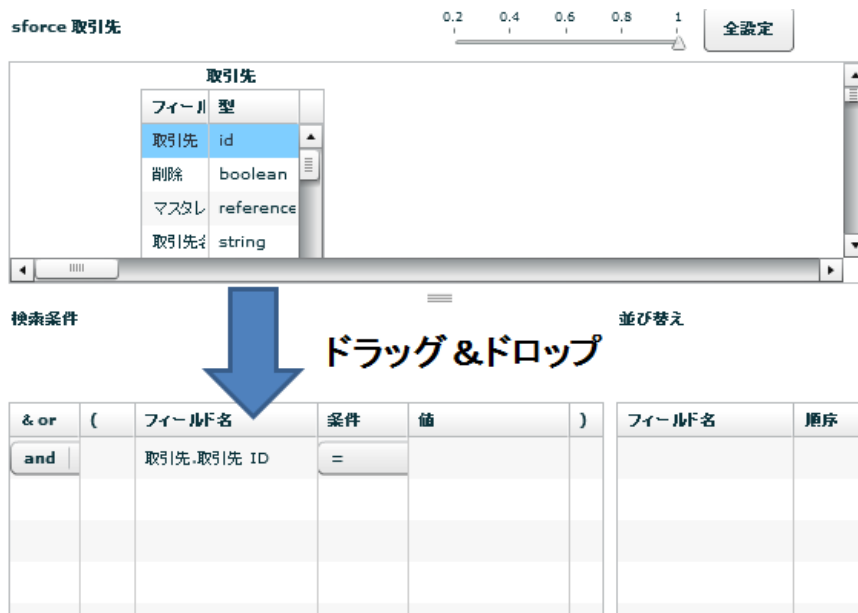 sforce 取引先
0.2 0.4 0.6 0.8 1
全設定
取引先
フィール 型
取引先 id
削除 boolean
マスタレ reference
取引先名 string
検索条件
ドラッグ&ドロップ
並び替え
& or ( フィールド名 条件 値 )
and 取引先.取引先 ID =
フィールド名 順序